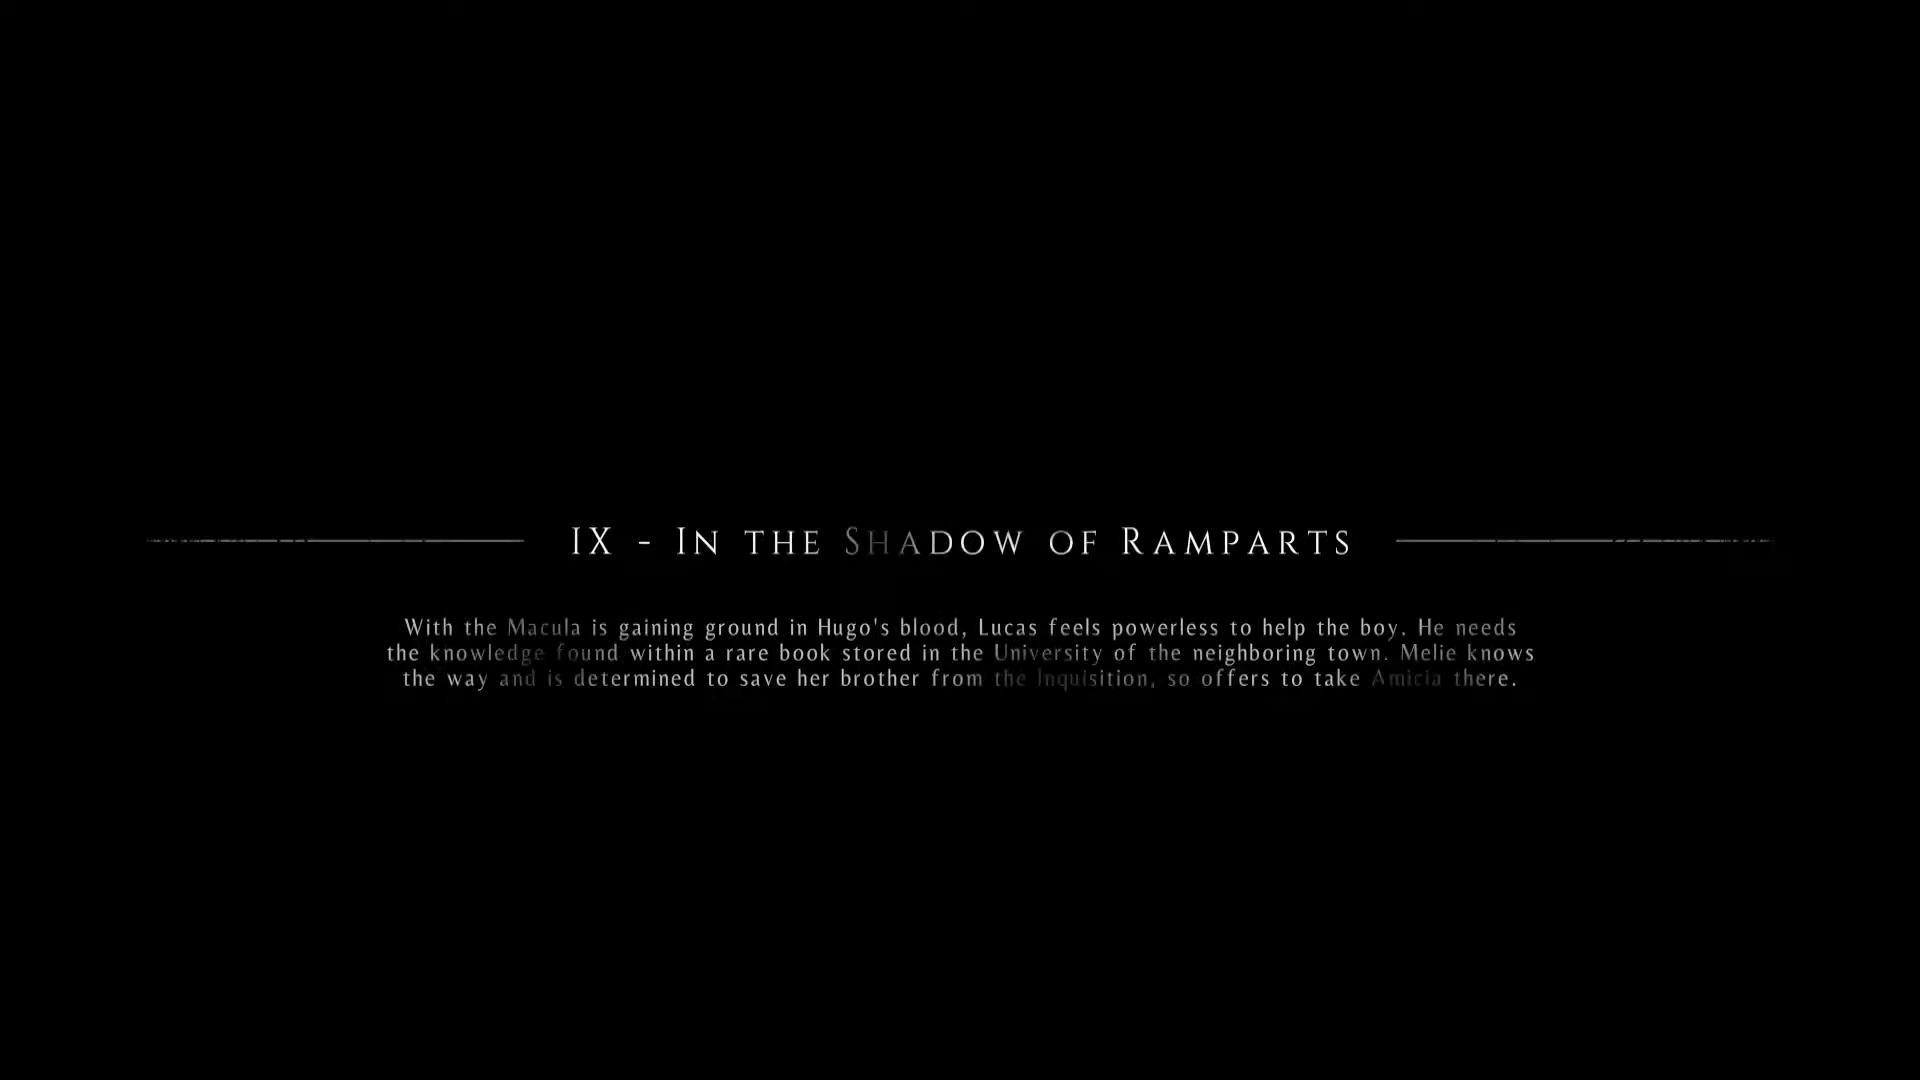 IX - In the Shadow of Ramparts
With the Macula is gaining ground in Hugo's blood, Lucas feels powerless to help the boy. He needs
the knowledge found within a rare book stored in the University of the neighboring town. Melie knows
the way and is determined to save her brother from the Inquisition, so offers to take Amicia there.